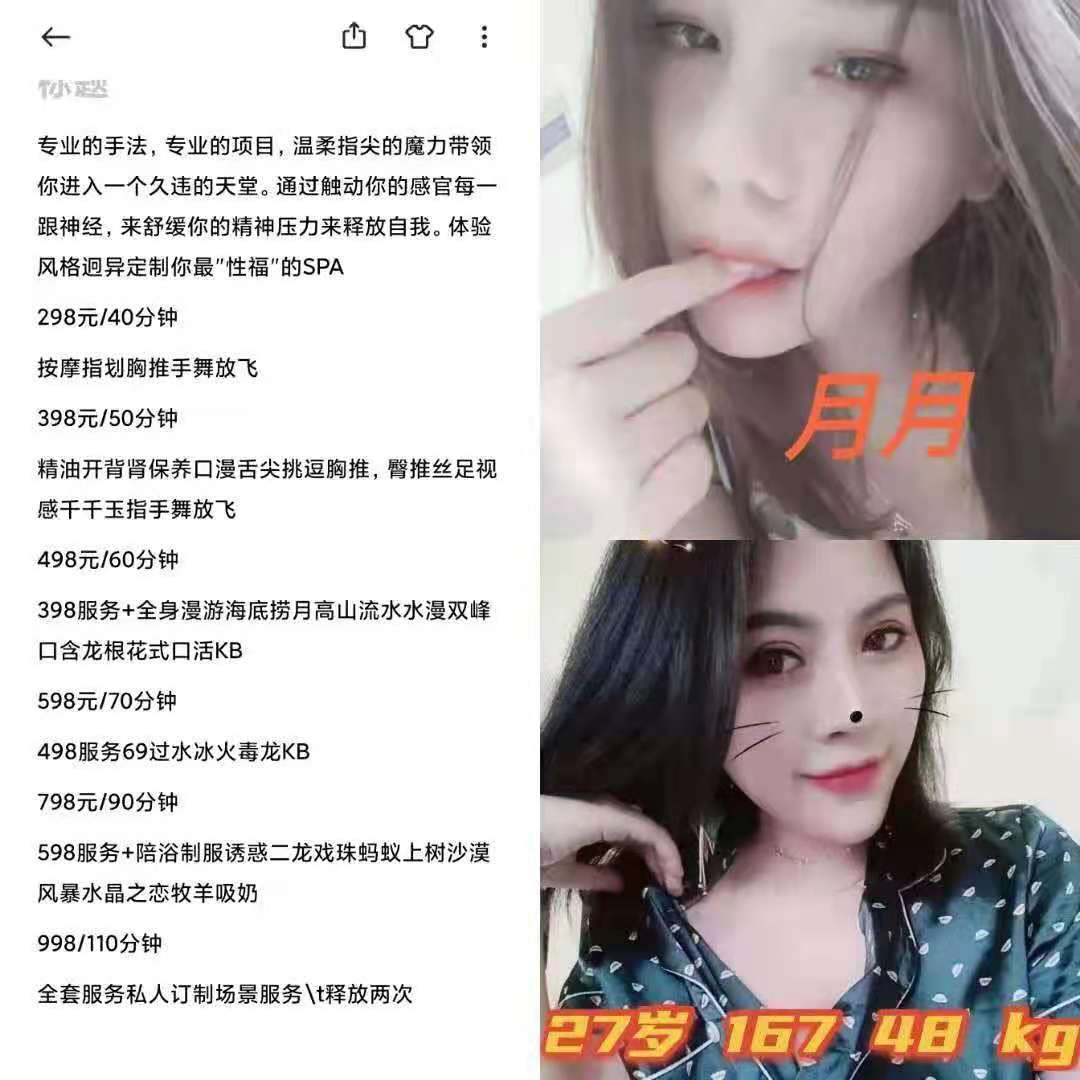 专业的手法，专业的项目，温柔指尖的魔力带领
你进入一个久违的天堂。通过触动你的感官每一
跟神经，来舒缓你的精神压力来释放自我。体验
风格迥异定制你最"性福"的SPA
298元/40分钟
按摩指划胸推手舞放飞
398元/50分钟
精油开背肾保养口漫舌尖挑逗胸推，臀推丝足视
感千千玉指手舞放飞
498元/60分钟
398服务+全身漫游海底捞月高山流水水漫双峰
口含龙根花式口活KB
598元/70分钟
498服务69过水冰火毒龙KB
798元/90分钟
598服务+陪浴制服诱惑二龙戏珠蚂蚁上树沙漠
风暴水晶之恋牧羊吸奶
998/110分钟
全套服务私人订制场景服务\t释放两次
月月
27岁 167 48 kg